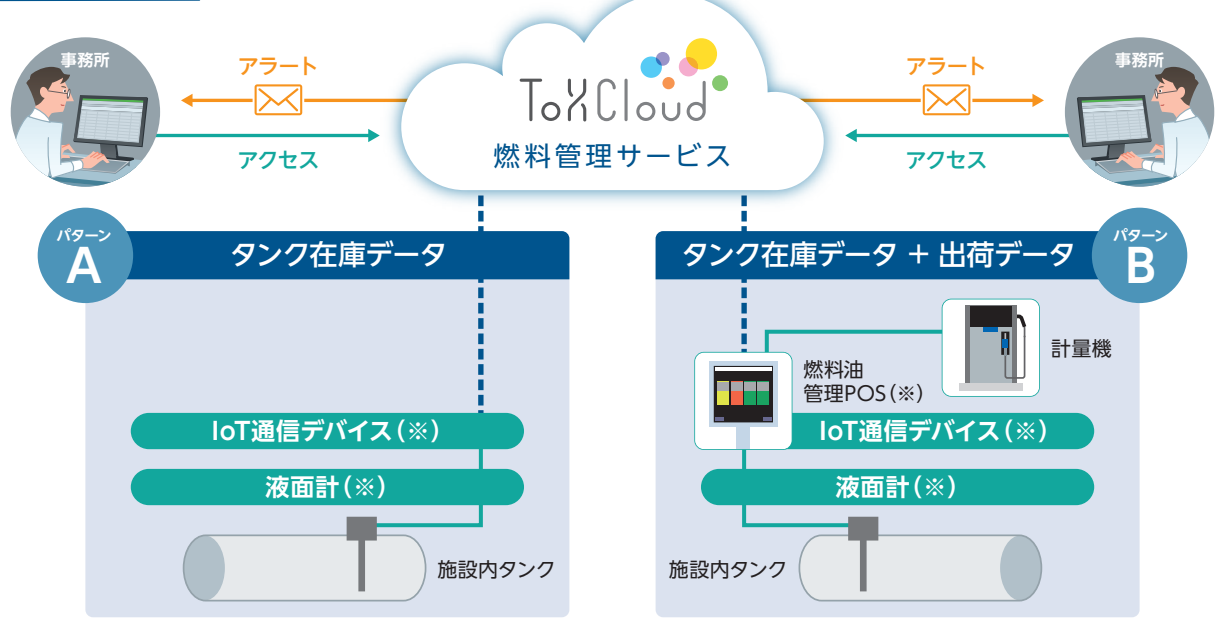 事務所
アラート
アクセス
ToXCloud
燃料管理サービス
アラート
アクセス
事務所
パターン
A
タンク在庫データ
IoT通信デバイス(※)
液面計(※)
施設内タンク
タンク在庫データ + 出荷データ
パターン
B
計量機
燃料油
管理POS(※)
IoT通信デバイス(※)
液面計(※)
施設内タンク